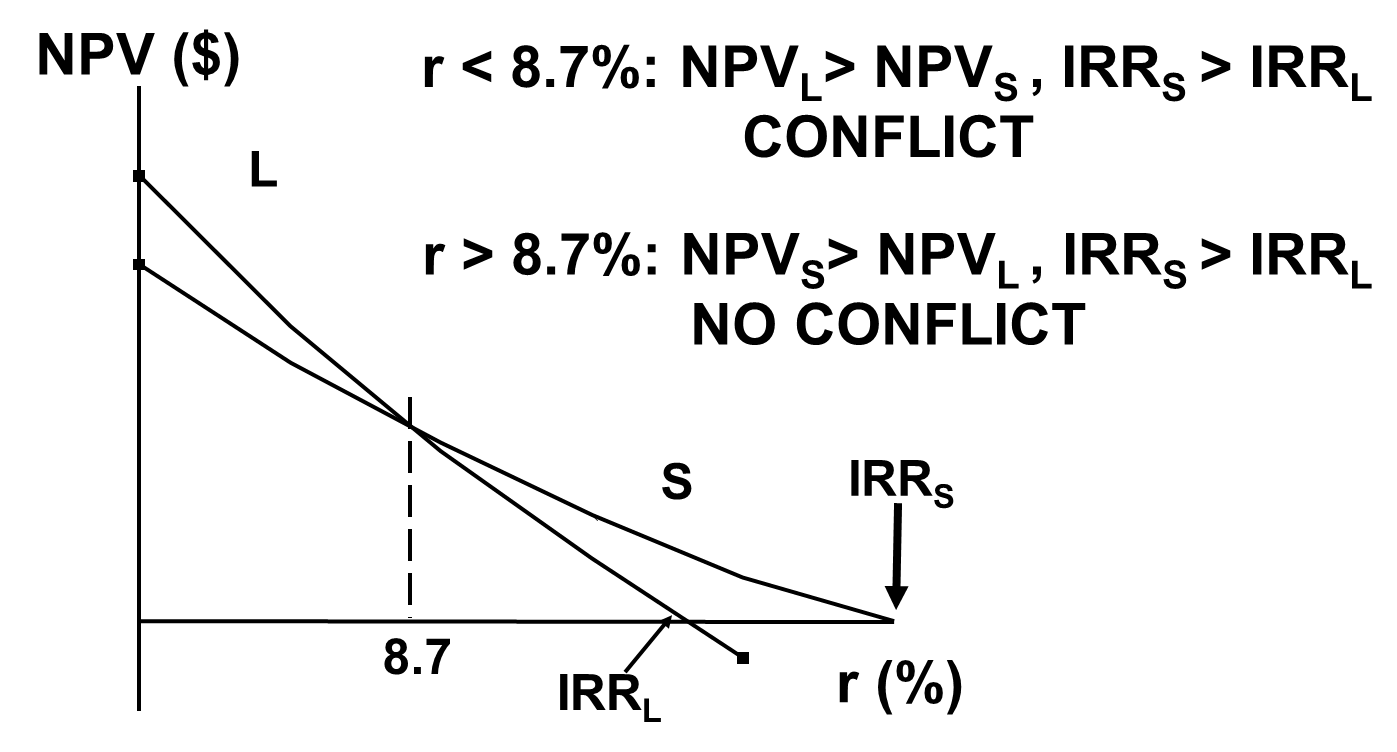 NPV ($)
r < 8.7%: NPVL> NPVS , IRRS > IRRL
CONFLICT
L
r > 8.7%: NPVS> NPVL , IRRS > IRRL
NO CONFLICT
S
IRRS
8.7
IRRL
r (%)